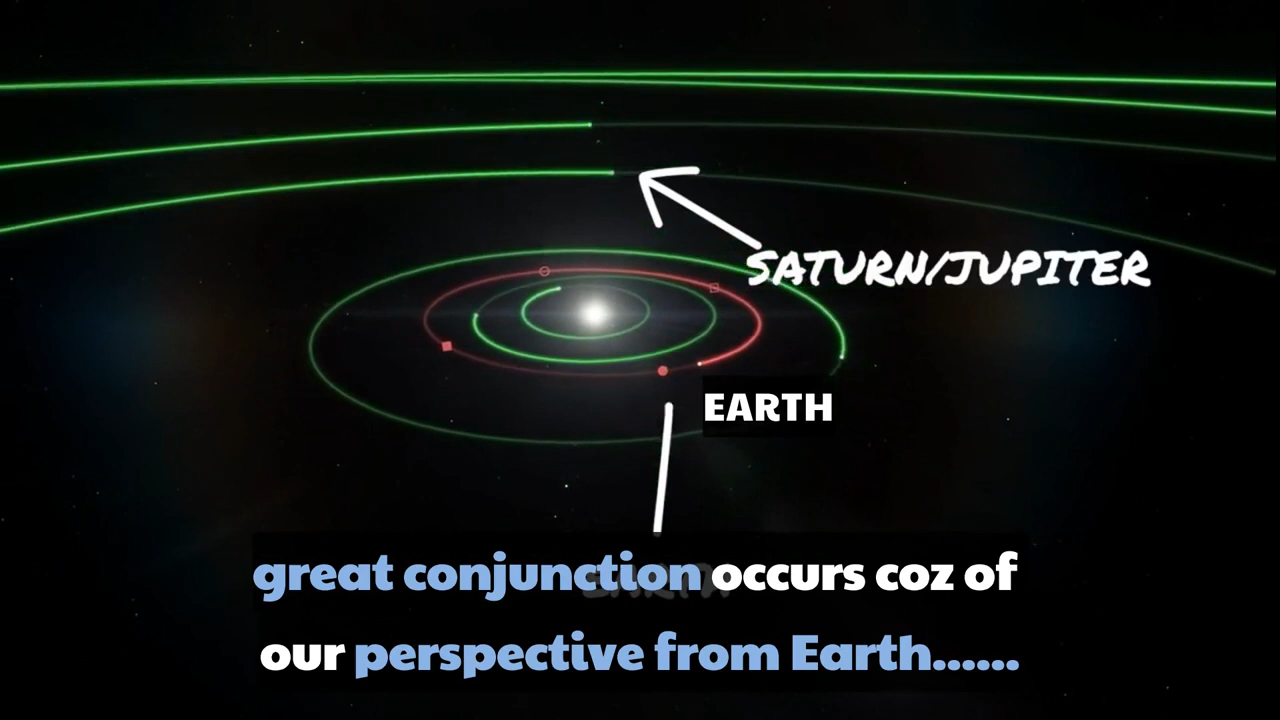 SATURN/JUPITER
EARTH
great conjunction occurs coz of
our perspective from Earth......